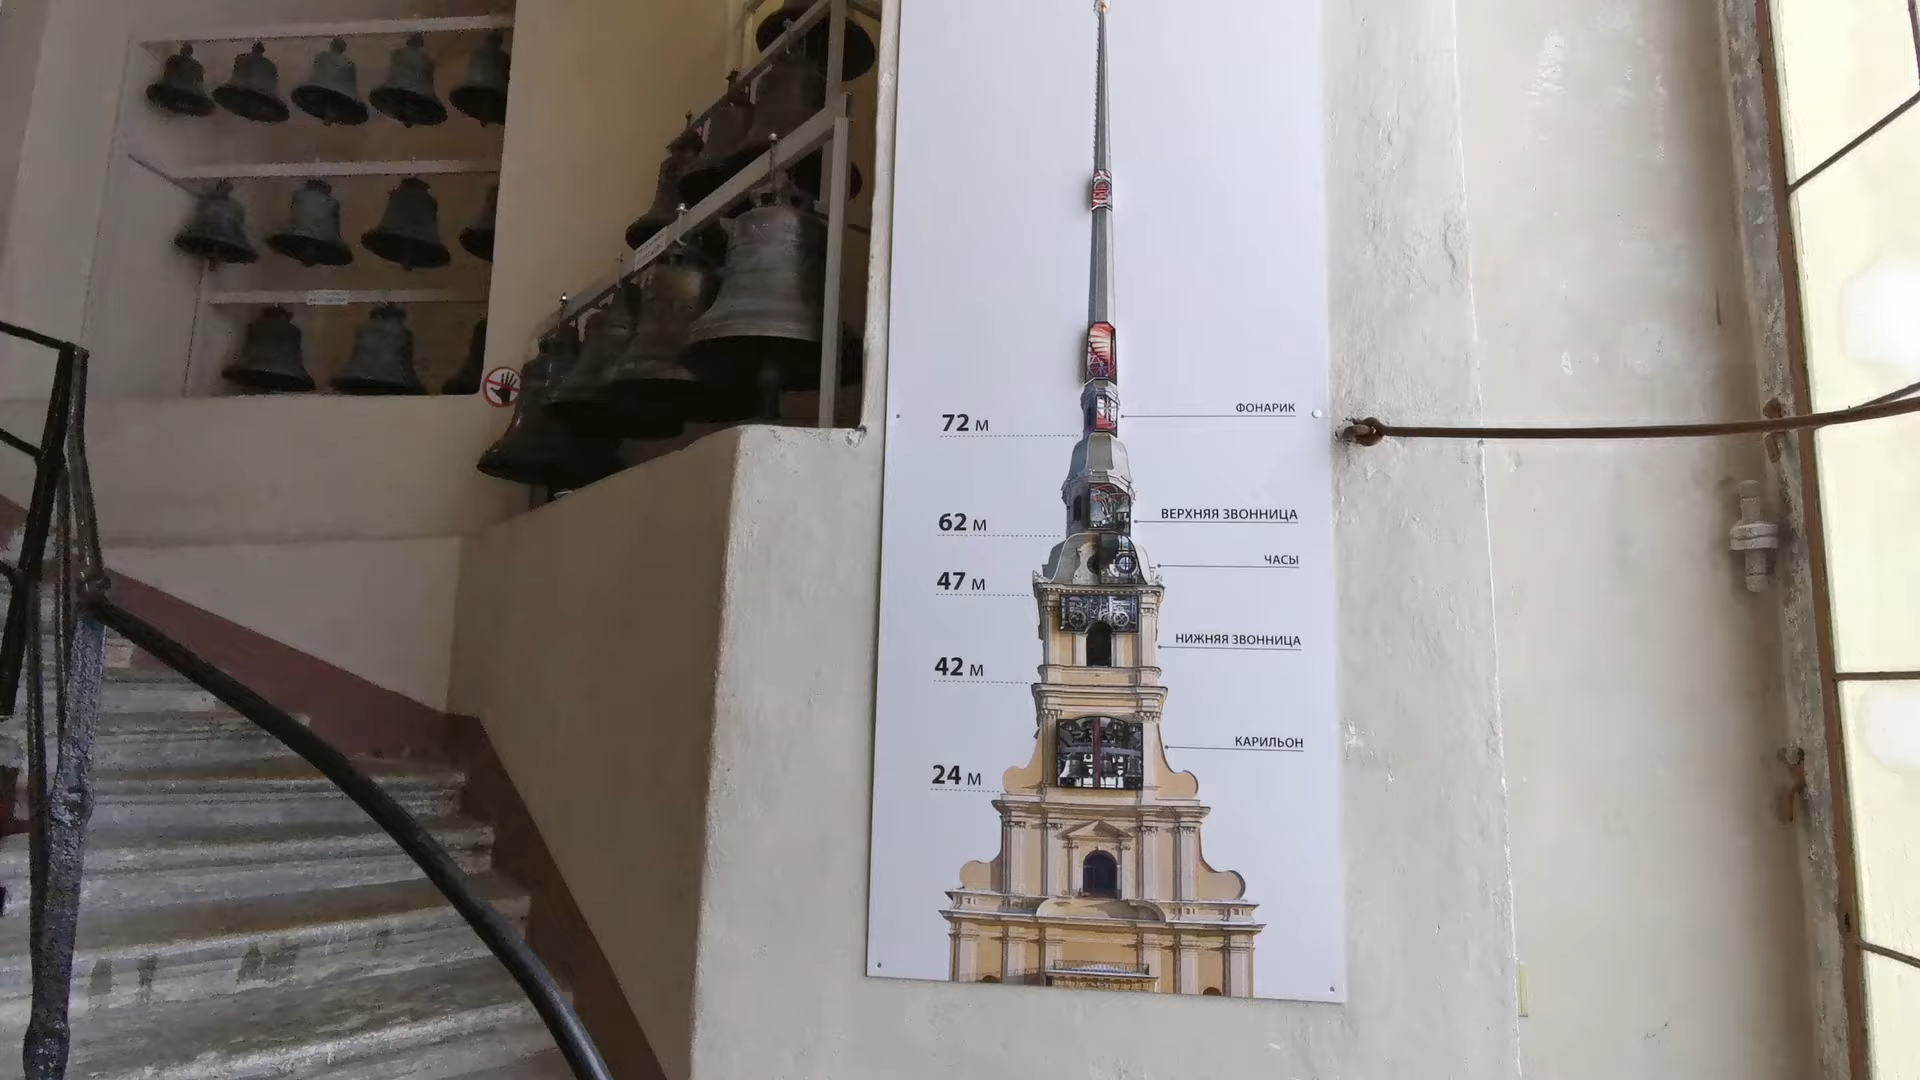 72 м
ФОНАРИК
62 м
ВЕРХНЯЯ ЗВОННИЦА
ЧАСЫ
47 м
НИЖНЯЯ ЗВОННИЦА
42 м
КАРИЛЬОН
24 м